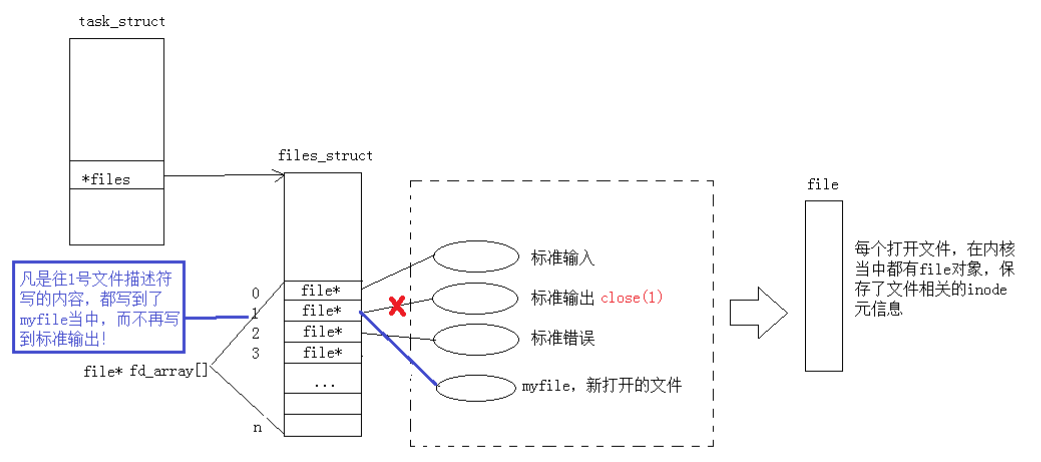 task_struct
*files
files_struct
凡是往1号文件描述符
写的内容，都写到了
myfile当中，而不再写
到标准输出！
file* fd_array[]
0
1
2
3
n
file*
file*
file*
file*
...
标准输入
标准输出 close(1)
标准错误
myfile，新打开的文件
file
每个打开文件，在内核
当中都有file对象，保
存了文件相关的inode
元信息